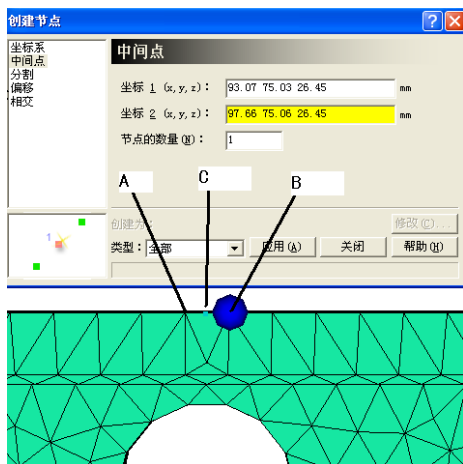 创建节点
坐标系
中间点
分割
偏移
相交
中间点
坐标 1 (x,y,z): 93.07 75.03 26.45 mm
坐标 2 (x,y,z): 97.66 75.06 26.45 mm
节点的数量(N): 1
A C B
1
创建为: 修改(C)...
类型: 全部 应用(A) 关闭 帮助(H)